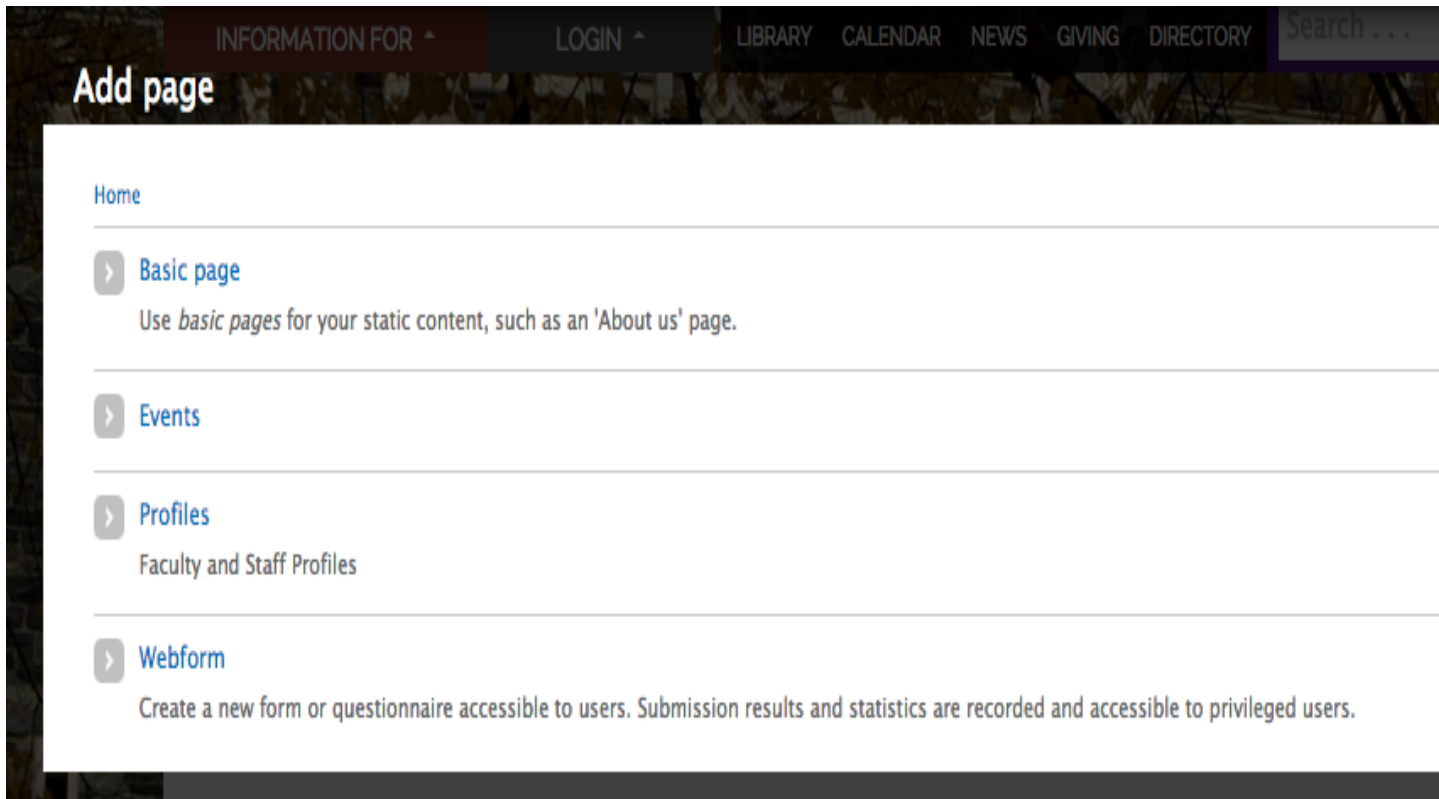 INFORMATION FOR LOGIN LIBRARY CALENDAR NEWS GIVING DIRECTORY Search . . .
Add page
Home
Basic page
Use basic pages for your static content, such as an 'About us' page.
Events
Profiles
Faculty and Staff Profiles
Webform
Create a new form or questionnaire accessible to users. Submission results and statistics are recorded and accessible to privileged users.